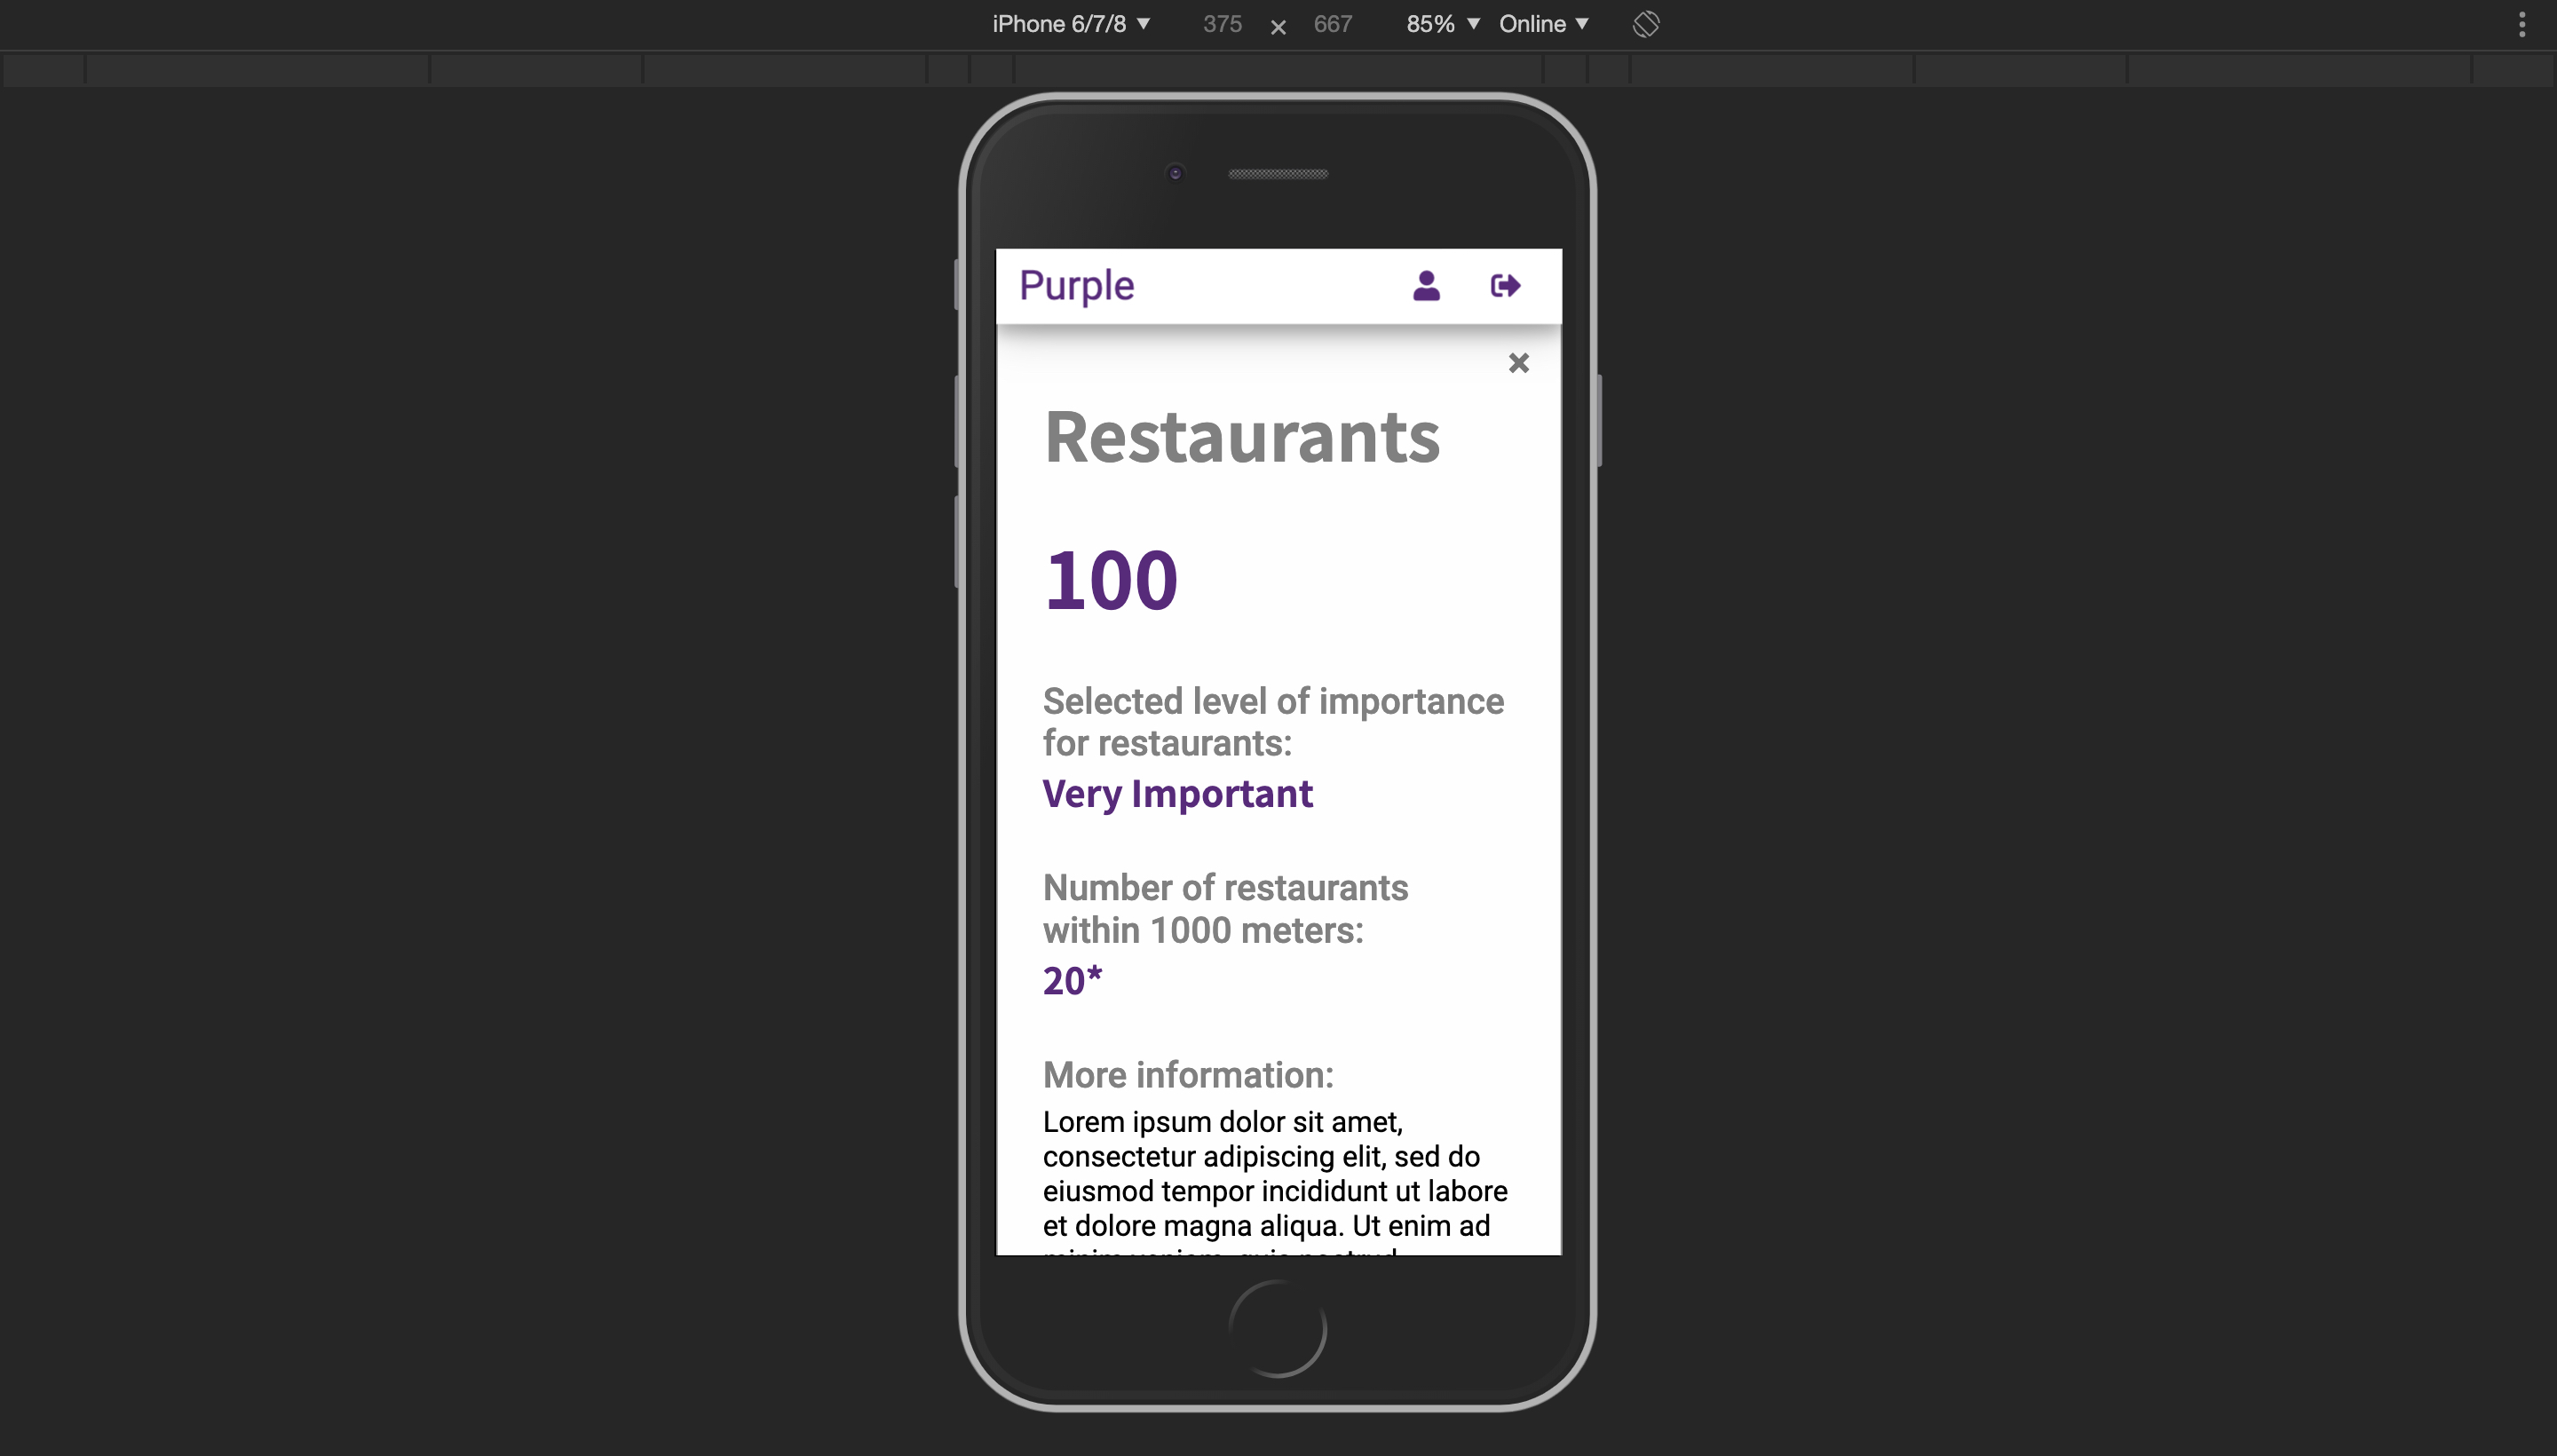 iPhone 6/7/8 ▼ 375 × 667 85% ▼ Online ▼
Purple
Restaurants
100
Selected level of importance
for restaurants:
Very Important
Number of restaurants
within 1000 meters:
20*
More information:
Lorem ipsum dolor sit amet,
consectetur adipiscing elit, sed do
eiusmod tempor incididunt ut labore
et dolore magna aliqua. Ut enim ad